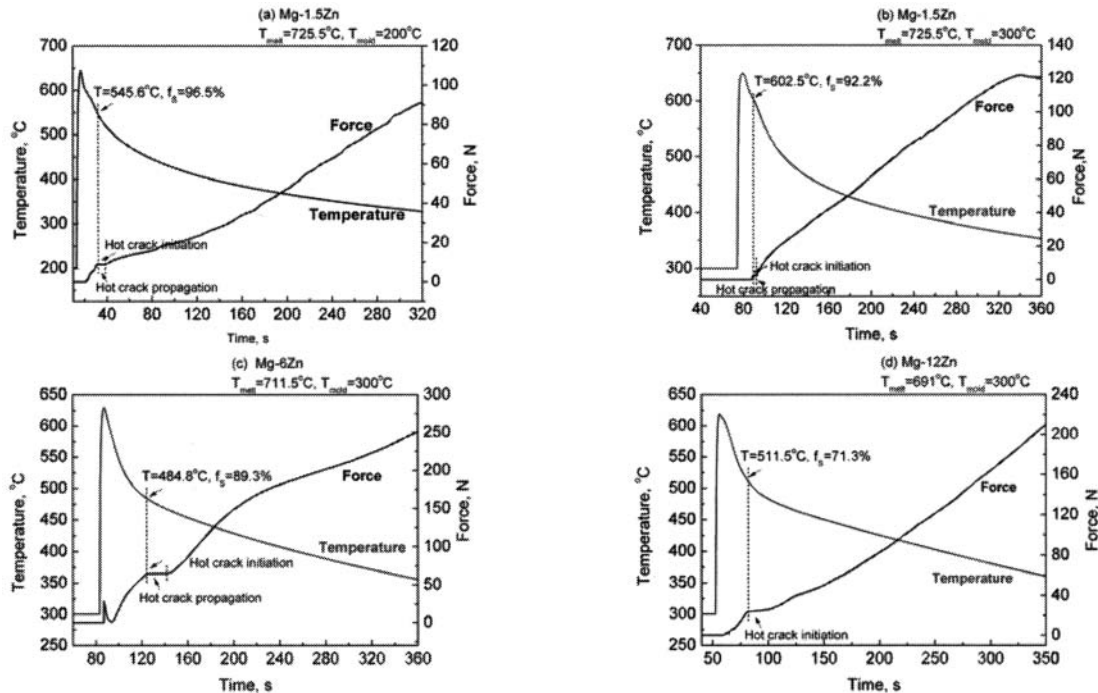 (a) Mg-1.5Zn
T_melt=725.5°C, T_mold=200°C
700
600
500
400
300
200
Temperature, °C
T=545.6°C, f_s=96.5%
Force
Temperature
Hot crack initiation
Hot crack propagation
120
100
80
60
40
20
0
Force, N
40 80 120 160 200 240 280 320
Time, s
(b) Mg-1.5Zn
T_melt=725.5°C, T_mold=300°C
700
600
500
400
300
Temperature, °C
T=602.5°C, f_s=92.2%
Force
Temperature
Hot crack initiation
Hot crack propagation
140
120
100
80
60
40
20
0
Force,N
40 80 120 160 200 240 280 320 360
Time, s
(c) Mg-6Zn
T_melt=711.5°C, T_mold=300°C
650
600
550
500
450
400
350
300
250
Temperature, °C
T=484.8°C, f_s=89.3%
Force
Temperature
Hot crack initiation
Hot crack propagation
300
250
200
150
100
50
0
Force, N
80 120 160 200 240 280 320 360
Time, s
(d) Mg-12Zn
T_melt=691°C, T_mold=300°C
650
600
550
500
450
400
350
300
250
Temperature, °C
T=511.5°C, f_s=71.3%
Force
Temperature
Hot crack initiation
240
200
160
120
80
40
0
Force, N
50 100 150 200 250 300 350
Time, s